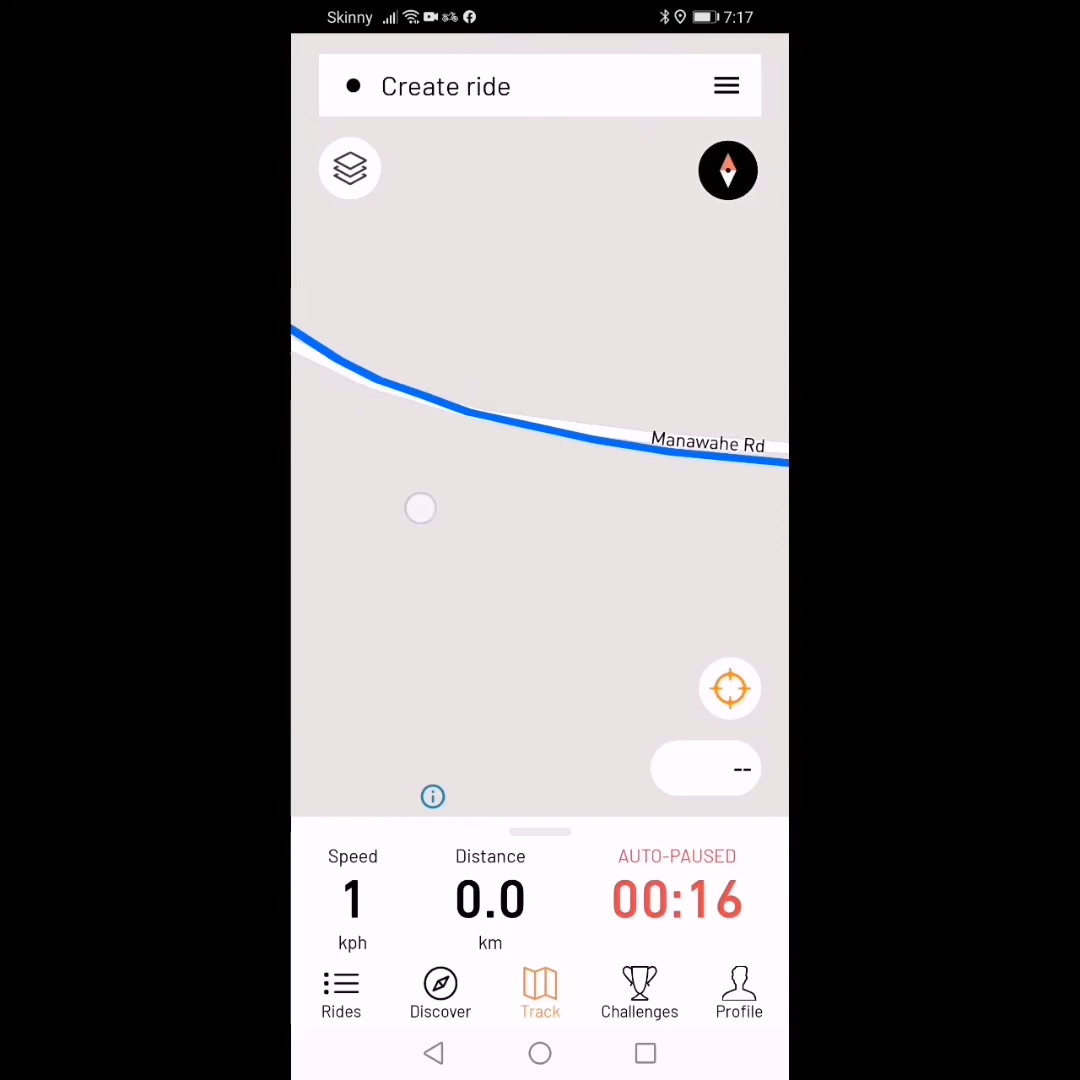 Skinny 7:17
Create ride
Manawahe Rd
--
Speed Distance AUTO-PAUSED
1 0.0 00:16
kph km
Rides Discover Track Challenges Profile